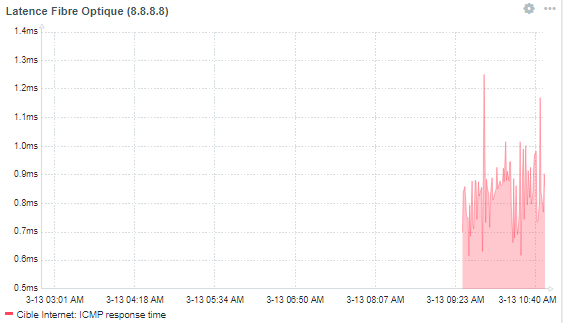 Latence Fibre Optique (8.8.8.8)
1.4ms
1.3ms
1.2ms
1.1ms
1.0ms
0.9ms
0.8ms
0.7ms
0.6ms
0.5ms
3-13 03:01 AM 3-13 04:18 AM 3-13 05:34 AM 3-13 06:50 AM 3-13 08:07 AM 3-13 09:23 AM 3-13 10:40 AM
Cible Internet: ICMP response time